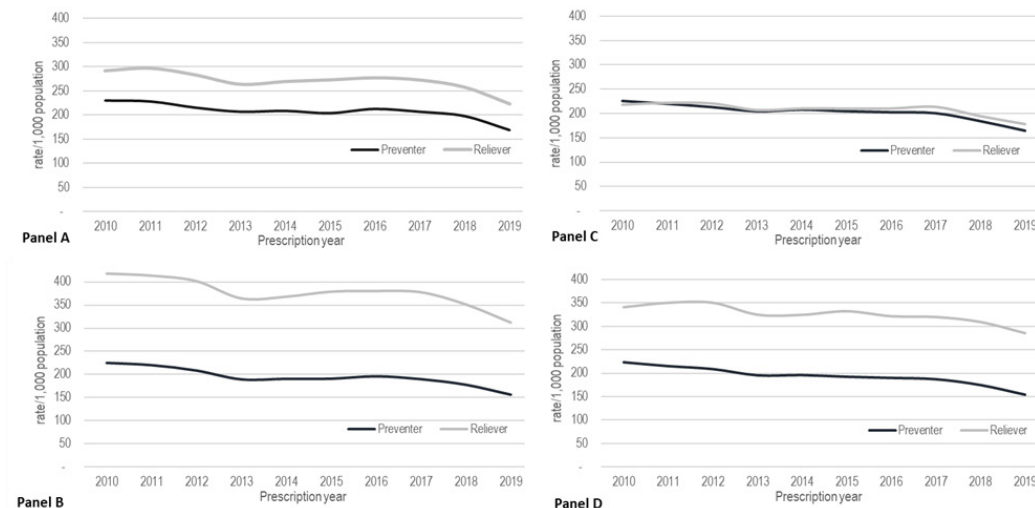 400
350
300
250
200
150
100
50
-
rate/1,000 population
Preventer Reliever
2010 2011 2012 2013 2014 2015 2016 2017 2018 2019
Prescription year
Panel A
400
350
300
250
200
150
100
50
-
rate/1,000 population
Preventer Reliever
2010 2011 2012 2013 2014 2015 2016 2017 2018 2019
Prescription year
Panel C
400
350
300
250
200
150
100
50
-
rate/1,000 population
Preventer Reliever
2010 2011 2012 2013 2014 2015 2016 2017 2018 2019
Prescription year
Panel B
400
350
300
250
200
150
100
50
-
rate/1,000 population
Preventer Reliever
2010 2011 2012 2013 2014 2015 2016 2017 2018 2019
Prescription year
Panel D